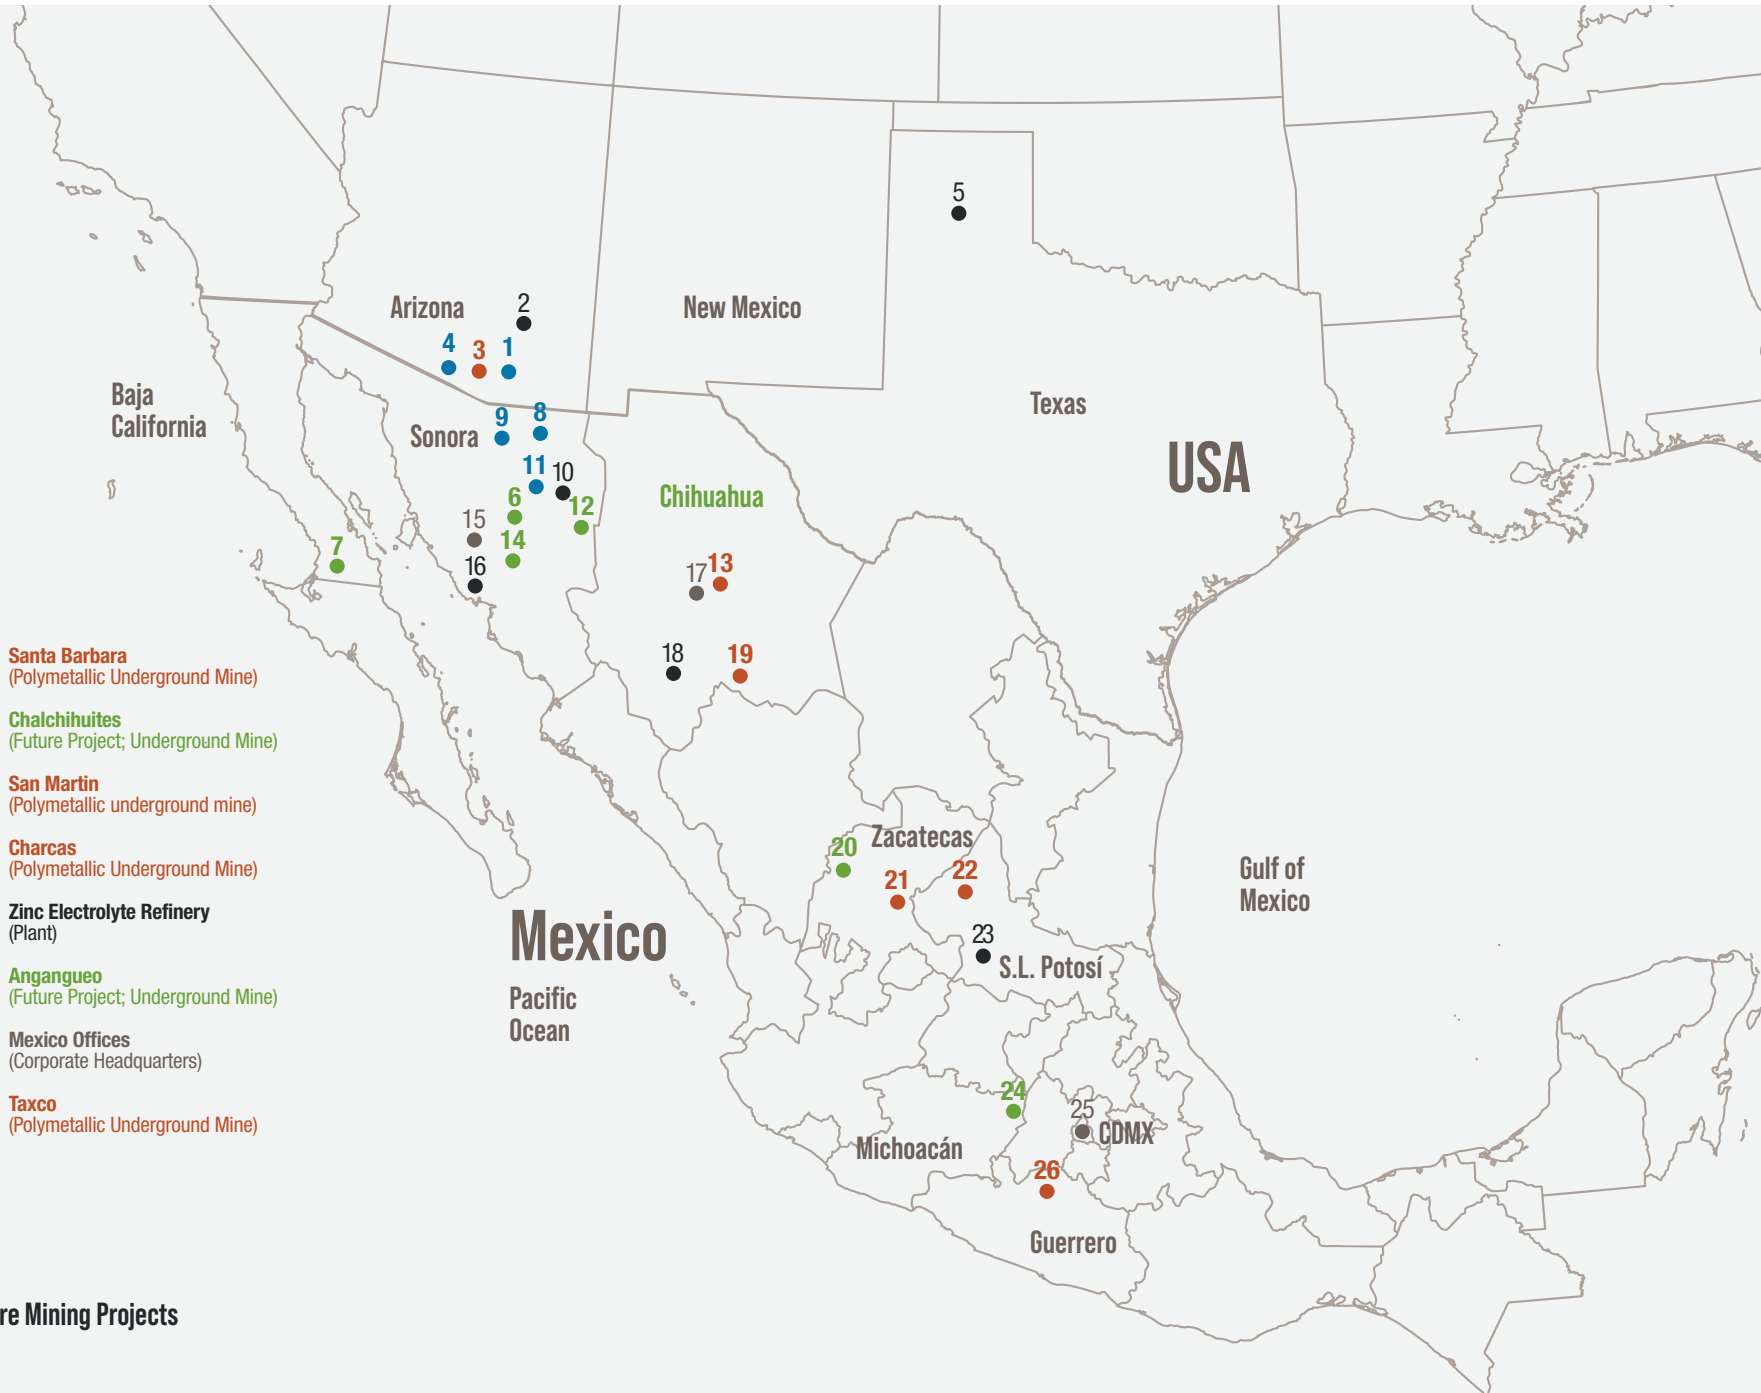 5
Arizona
2
New Mexico
4
3
1
Baja
California
Texas
9
8
Sonora
USA
11
10
Chihuahua
6
12
15
14
7
16
17
13
18
19
Santa Barbara
(Polymetallic Underground Mine)
Chalchihuites
(Future Project; Underground Mine)
San Martin
(Polymetallic underground mine)
Charcas
(Polymetallic Underground Mine)
Zinc Electrolyte Refinery
(Plant)
Angangueo
(Future Project; Underground Mine)
Mexico Offices
(Corporate Headquarters)
Taxco
(Polymetallic Underground Mine)
Zacatecas
20
21
22
Gulf of
Mexico
Mexico
23
S.L. Potosí
Pacific
Ocean
24
25
CDMX
Michoacán
26
Guerrero
re Mining Projects